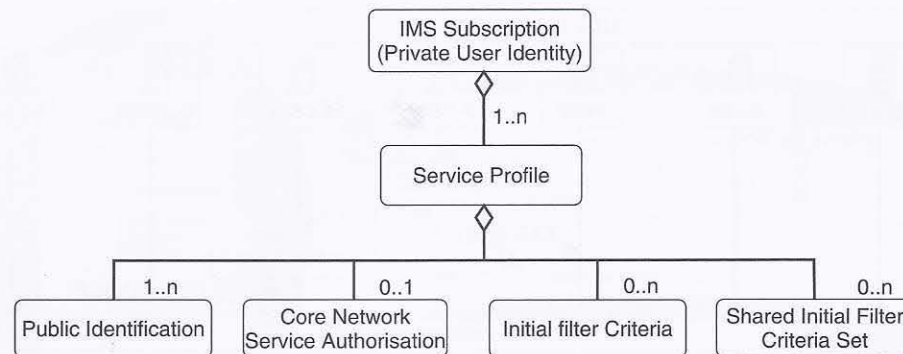 IMS Subscription
(Private User Identity)
1..n
Service Profile
1..n
0..1
0..n
0..n
Public Identification
Core Network
Service Authorisation
Initial filter Criteria
Shared Initial Filter
Criteria Set